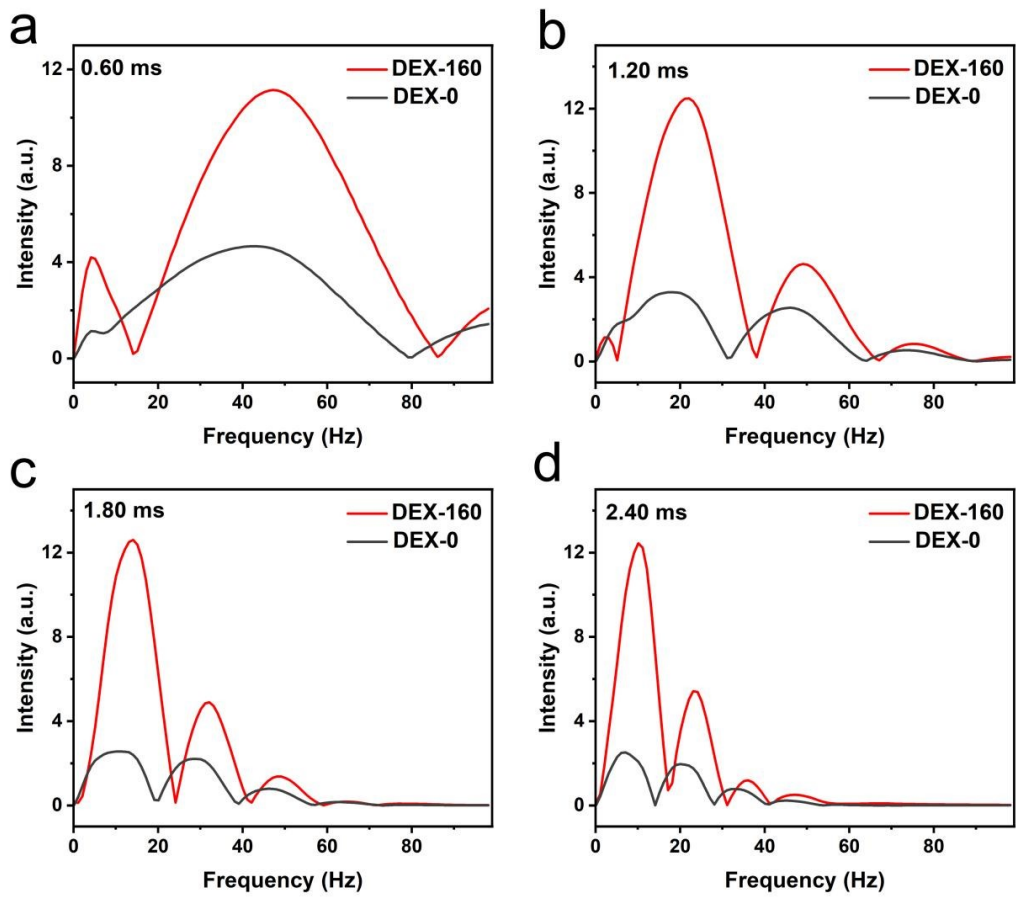 a
0.60 ms
DEX-160
DEX-0
12
8
4
0
Intensity (a.u.)
0 20 40 60 80
Frequency (Hz)
b
1.20 ms
DEX-160
DEX-0
12
8
4
0
Intensity (a.u.)
0 20 40 60 80
Frequency (Hz)
c
1.80 ms
DEX-160
DEX-0
12
8
4
0
Intensity (a.u.)
0 20 40 60 80
Frequency (Hz)
d
2.40 ms
DEX-160
DEX-0
12
8
4
0
Intensity (a.u.)
0 20 40 60 80
Frequency (Hz)